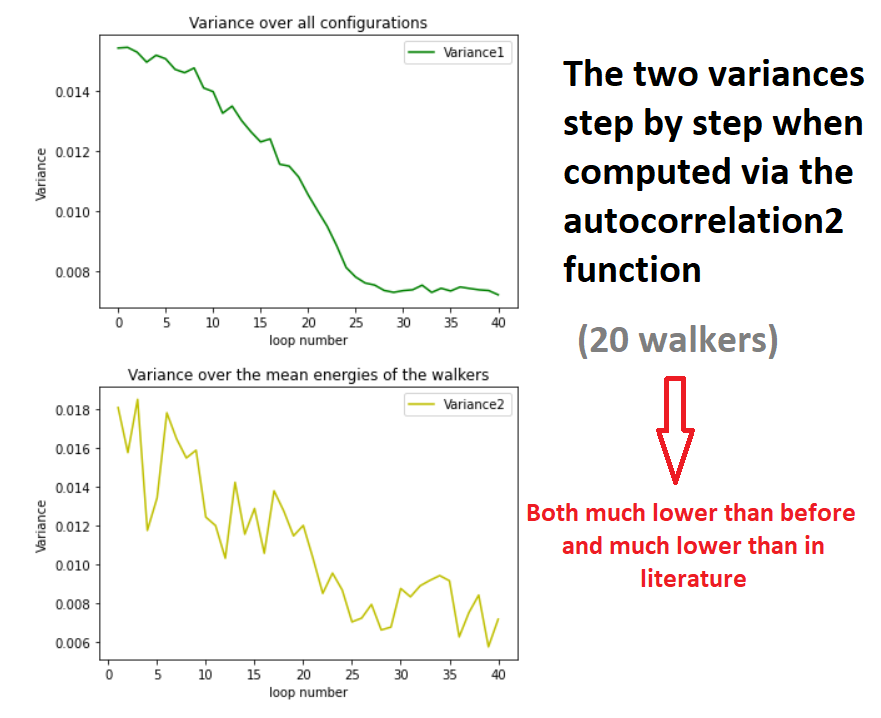 Variance over all configurations
Variance1
0.014
0.012
0.010
0.008
Variance
0 5 10 15 20 25 30 35 40
loop number
The two variances
step by step when
computed via the
autocorrelation2
function
(20 walkers)
Both much lower than before
and much lower than in
literature
Variance over the mean energies of the walkers
Variance2
0.018
0.016
0.014
0.012
0.010
0.008
0.006
Variance
0 5 10 15 20 25 30 35 40
loop number